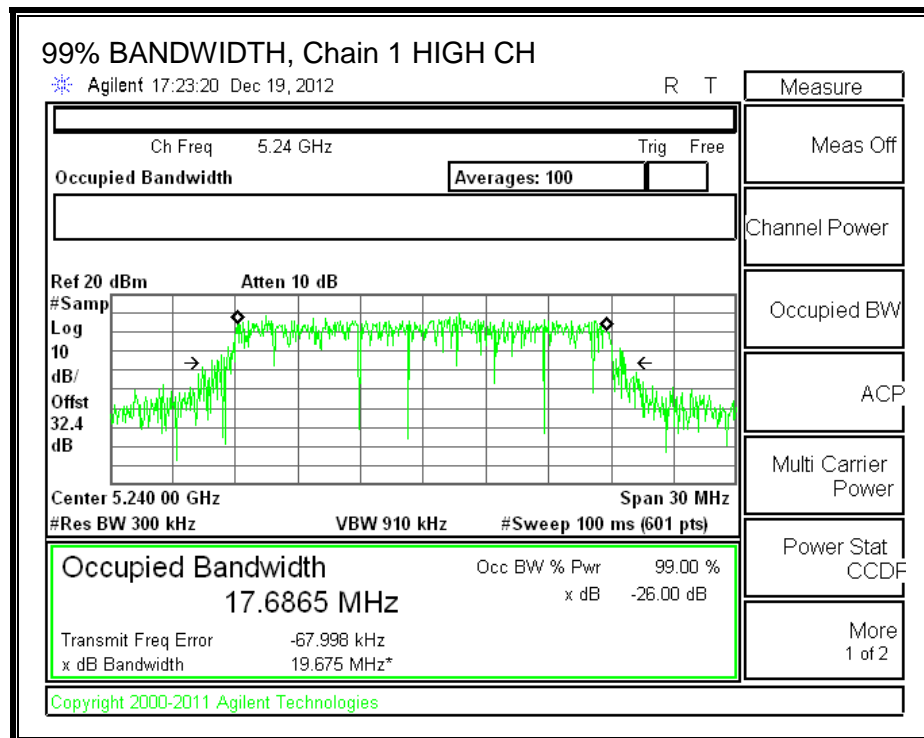 99% BANDWIDTH, Chain 1 HIGH CH
Agilent 17:23:20 Dec 19, 2012 R T
Measure
Ch Freq 5.24 GHz Trig Free
Meas Off
Occupied Bandwidth Averages: 100
Channel Power
Ref 20 dBm Atten 10 dB
#Samp
Log
10
dB/
Offst
32.4
dB
Occupied BW
ACP
Multi Carrier
Power
Center 5.240 00 GHz Span 30 MHz
#Res BW 300 kHz VBW 910 kHz #Sweep 100 ms (601 pts)
Power Stat
CCDF
Occupied Bandwidth Occ BW % Pwr 99.00 %
17.6865 MHz x dB -26.00 dB
Transmit Freq Error -67.998 kHz
x dB Bandwidth 19.675 MHz*
More
1 of 2
Copyright 2000-2011 Agilent Technologies